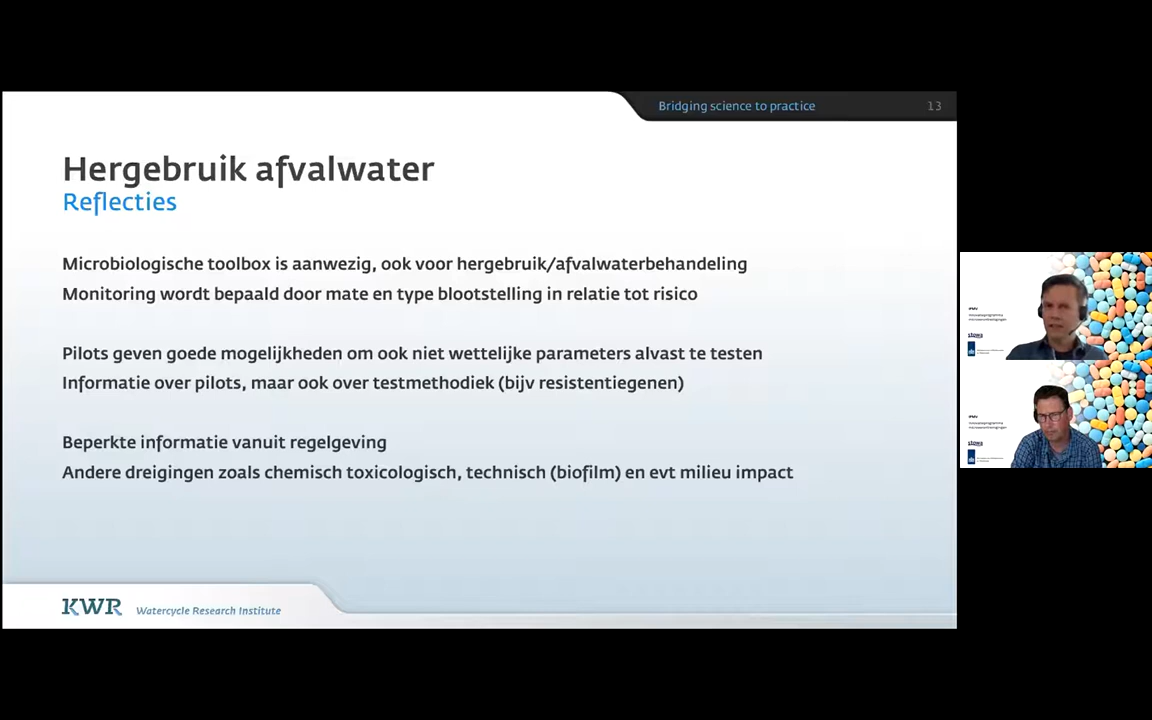 Bridging science to practice
13
Hergebruik afvalwater
Reflecties
Microbiologische toolbox is aanwezig, ook voor hergebruik/afvalwaterbehandeling
Monitoring wordt bepaald door mate en type blootstelling in relatie tot risico
Pilots geven goede mogelijkheden om ook niet wettelijke parameters alvast te testen
Informatie over pilots, maar ook over testmethodiek (bijv resistentiegenen)
Beperkte informatie vanuit regelgeving
Andere dreigingen zoals chemisch toxicologisch, technisch (biofilm) en evt milieu impact
KWR Watercycle Research Institute
stowa
stowa